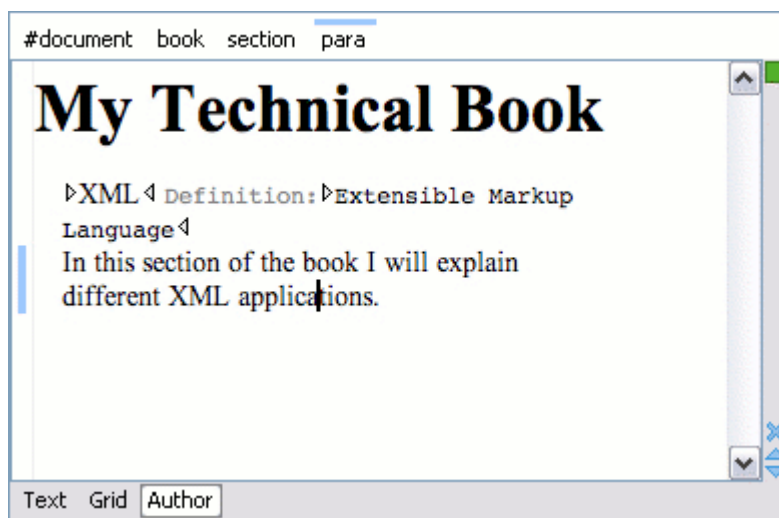 #document book section para
My Technical Book
XML Definition: Extensible Markup
Language
In this section of the book I will explain
different XML applications.
Text Grid Author